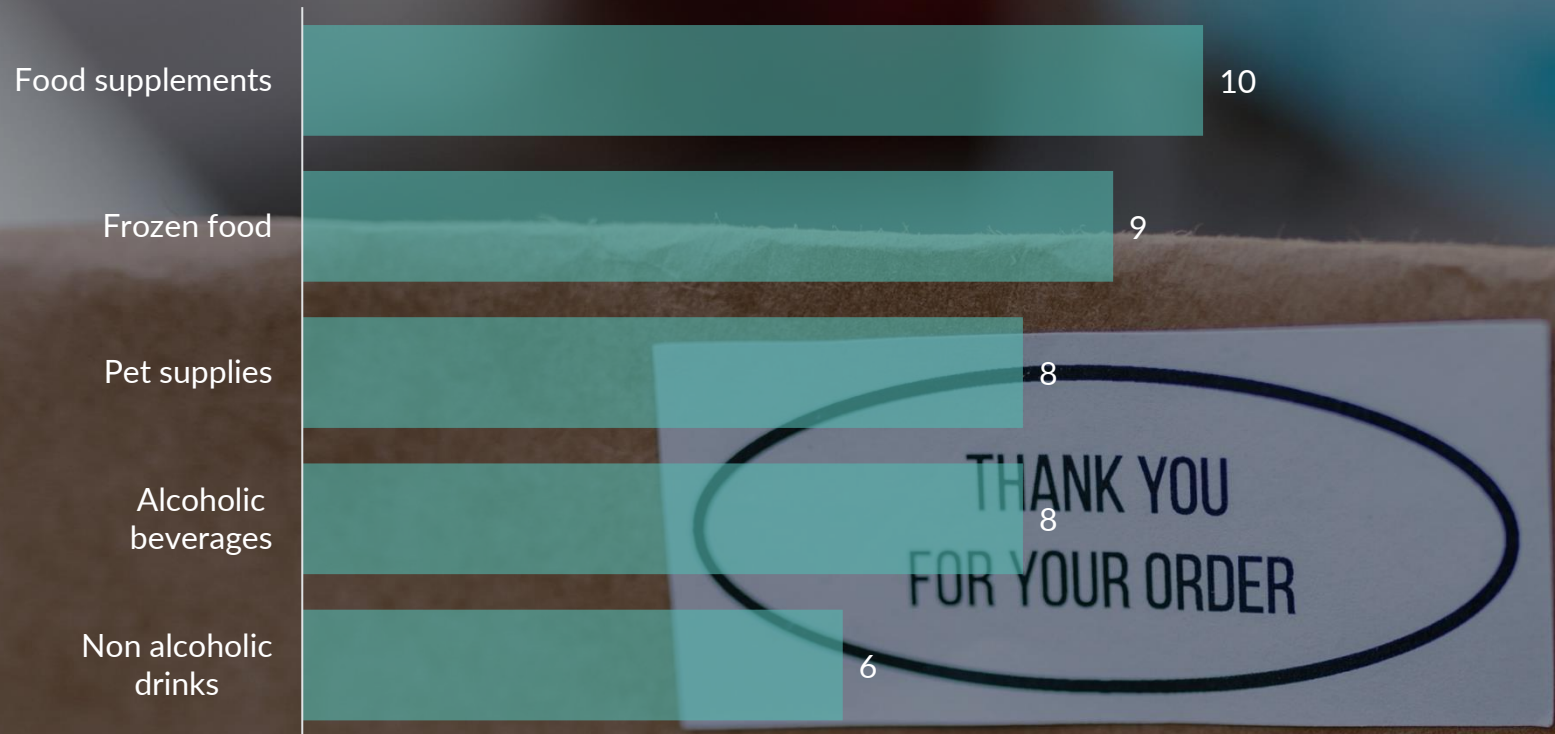 Food supplements
10
Frozen food
9
Pet supplies
8
Alcoholic
beverages
8
Non alcoholic
drinks
6
THANK YOU
FOR YOUR ORDER